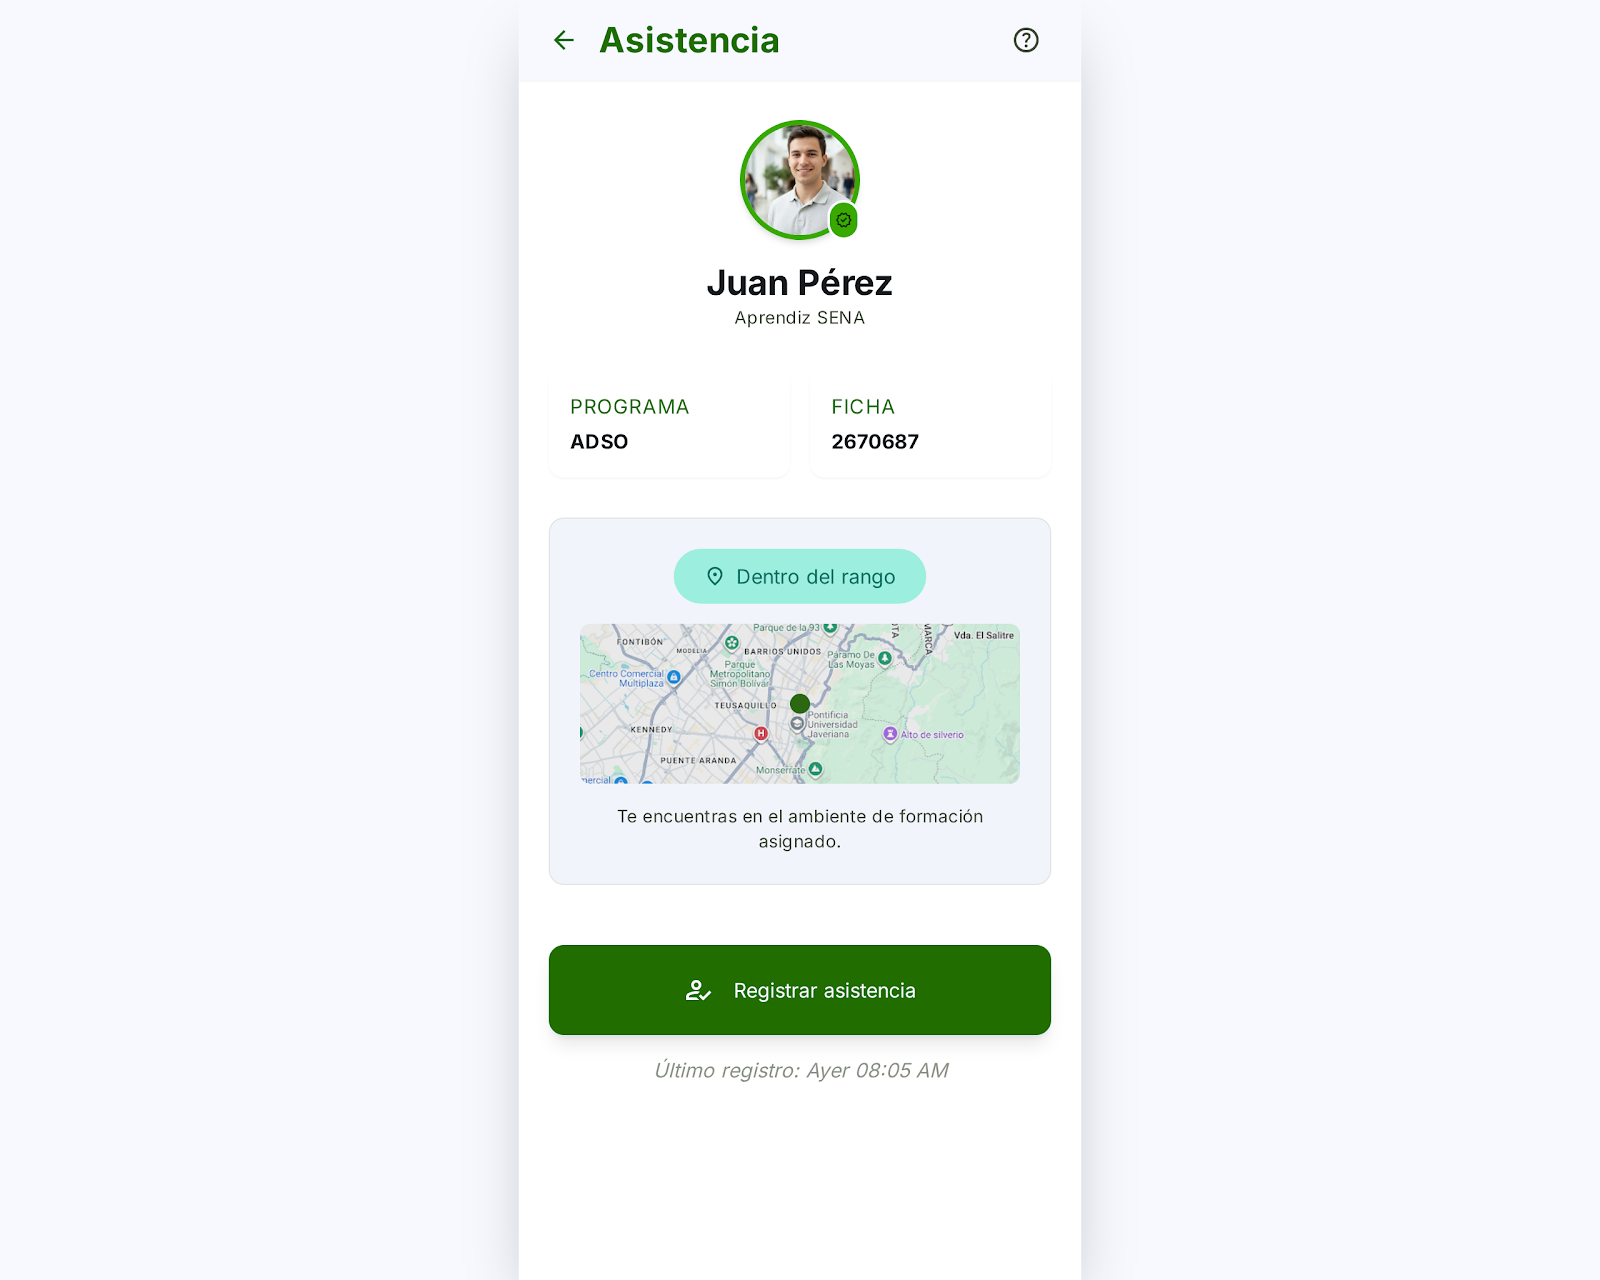 Asistencia
Juan Pérez
Aprendiz SENA
PROGRAMA
ADSO
FICHA
2670687
Dentro del rango
Parque de la 93
Vda. El Salitre
FONTIBÓN
MODELIA
BARRIOS UNIDOS
Páramo De
Las Moyas
Parque
Metropolitano
Simón Bolívar
Centro Comercial
Multiplaza
TEUSAQUILLO
Pontificia
Universidad
Javeriana
KENNEDY
H
Alto de silverio
PUENTE ARANDA
Monserrate
Te encuentras en el ambiente de formación
asignado.
Registrar asistencia
Último registro: Ayer 08:05 AM